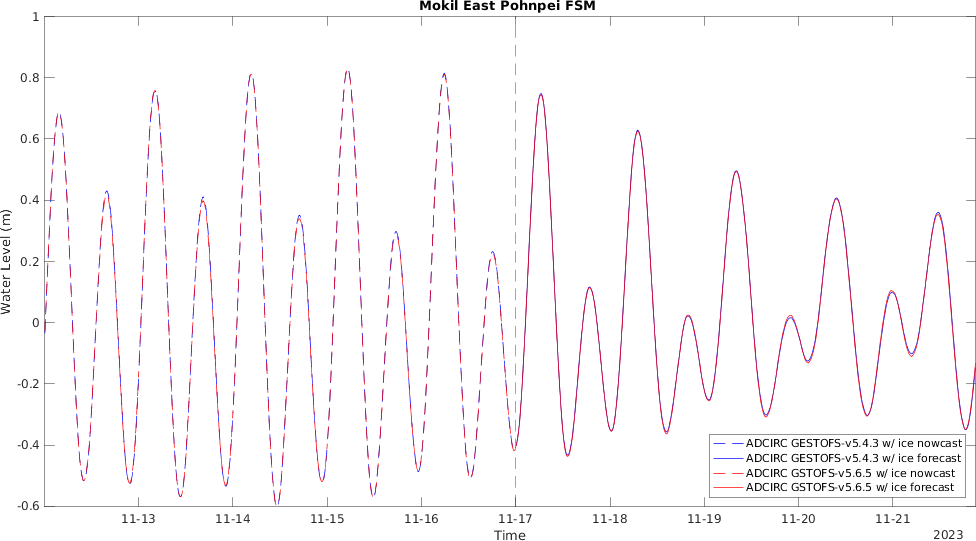 Mokil East Pohnpei FSM
1
0.8
0.6
0.4
0.2
0
-0.2
-0.4
-0.6
Water Level (m)
ADCIRC GESTOFS-v5.4.3 w/ ice nowcast
ADCIRC GESTOFS-v5.4.3 w/ ice forecast
ADCIRC GSTOFS-v5.6.5 w/ ice nowcast
ADCIRC GSTOFS-v5.6.5 w/ ice forecast
11-13 11-14 11-15 11-16 11-17 11-18 11-19 11-20 11-21
Time
2023